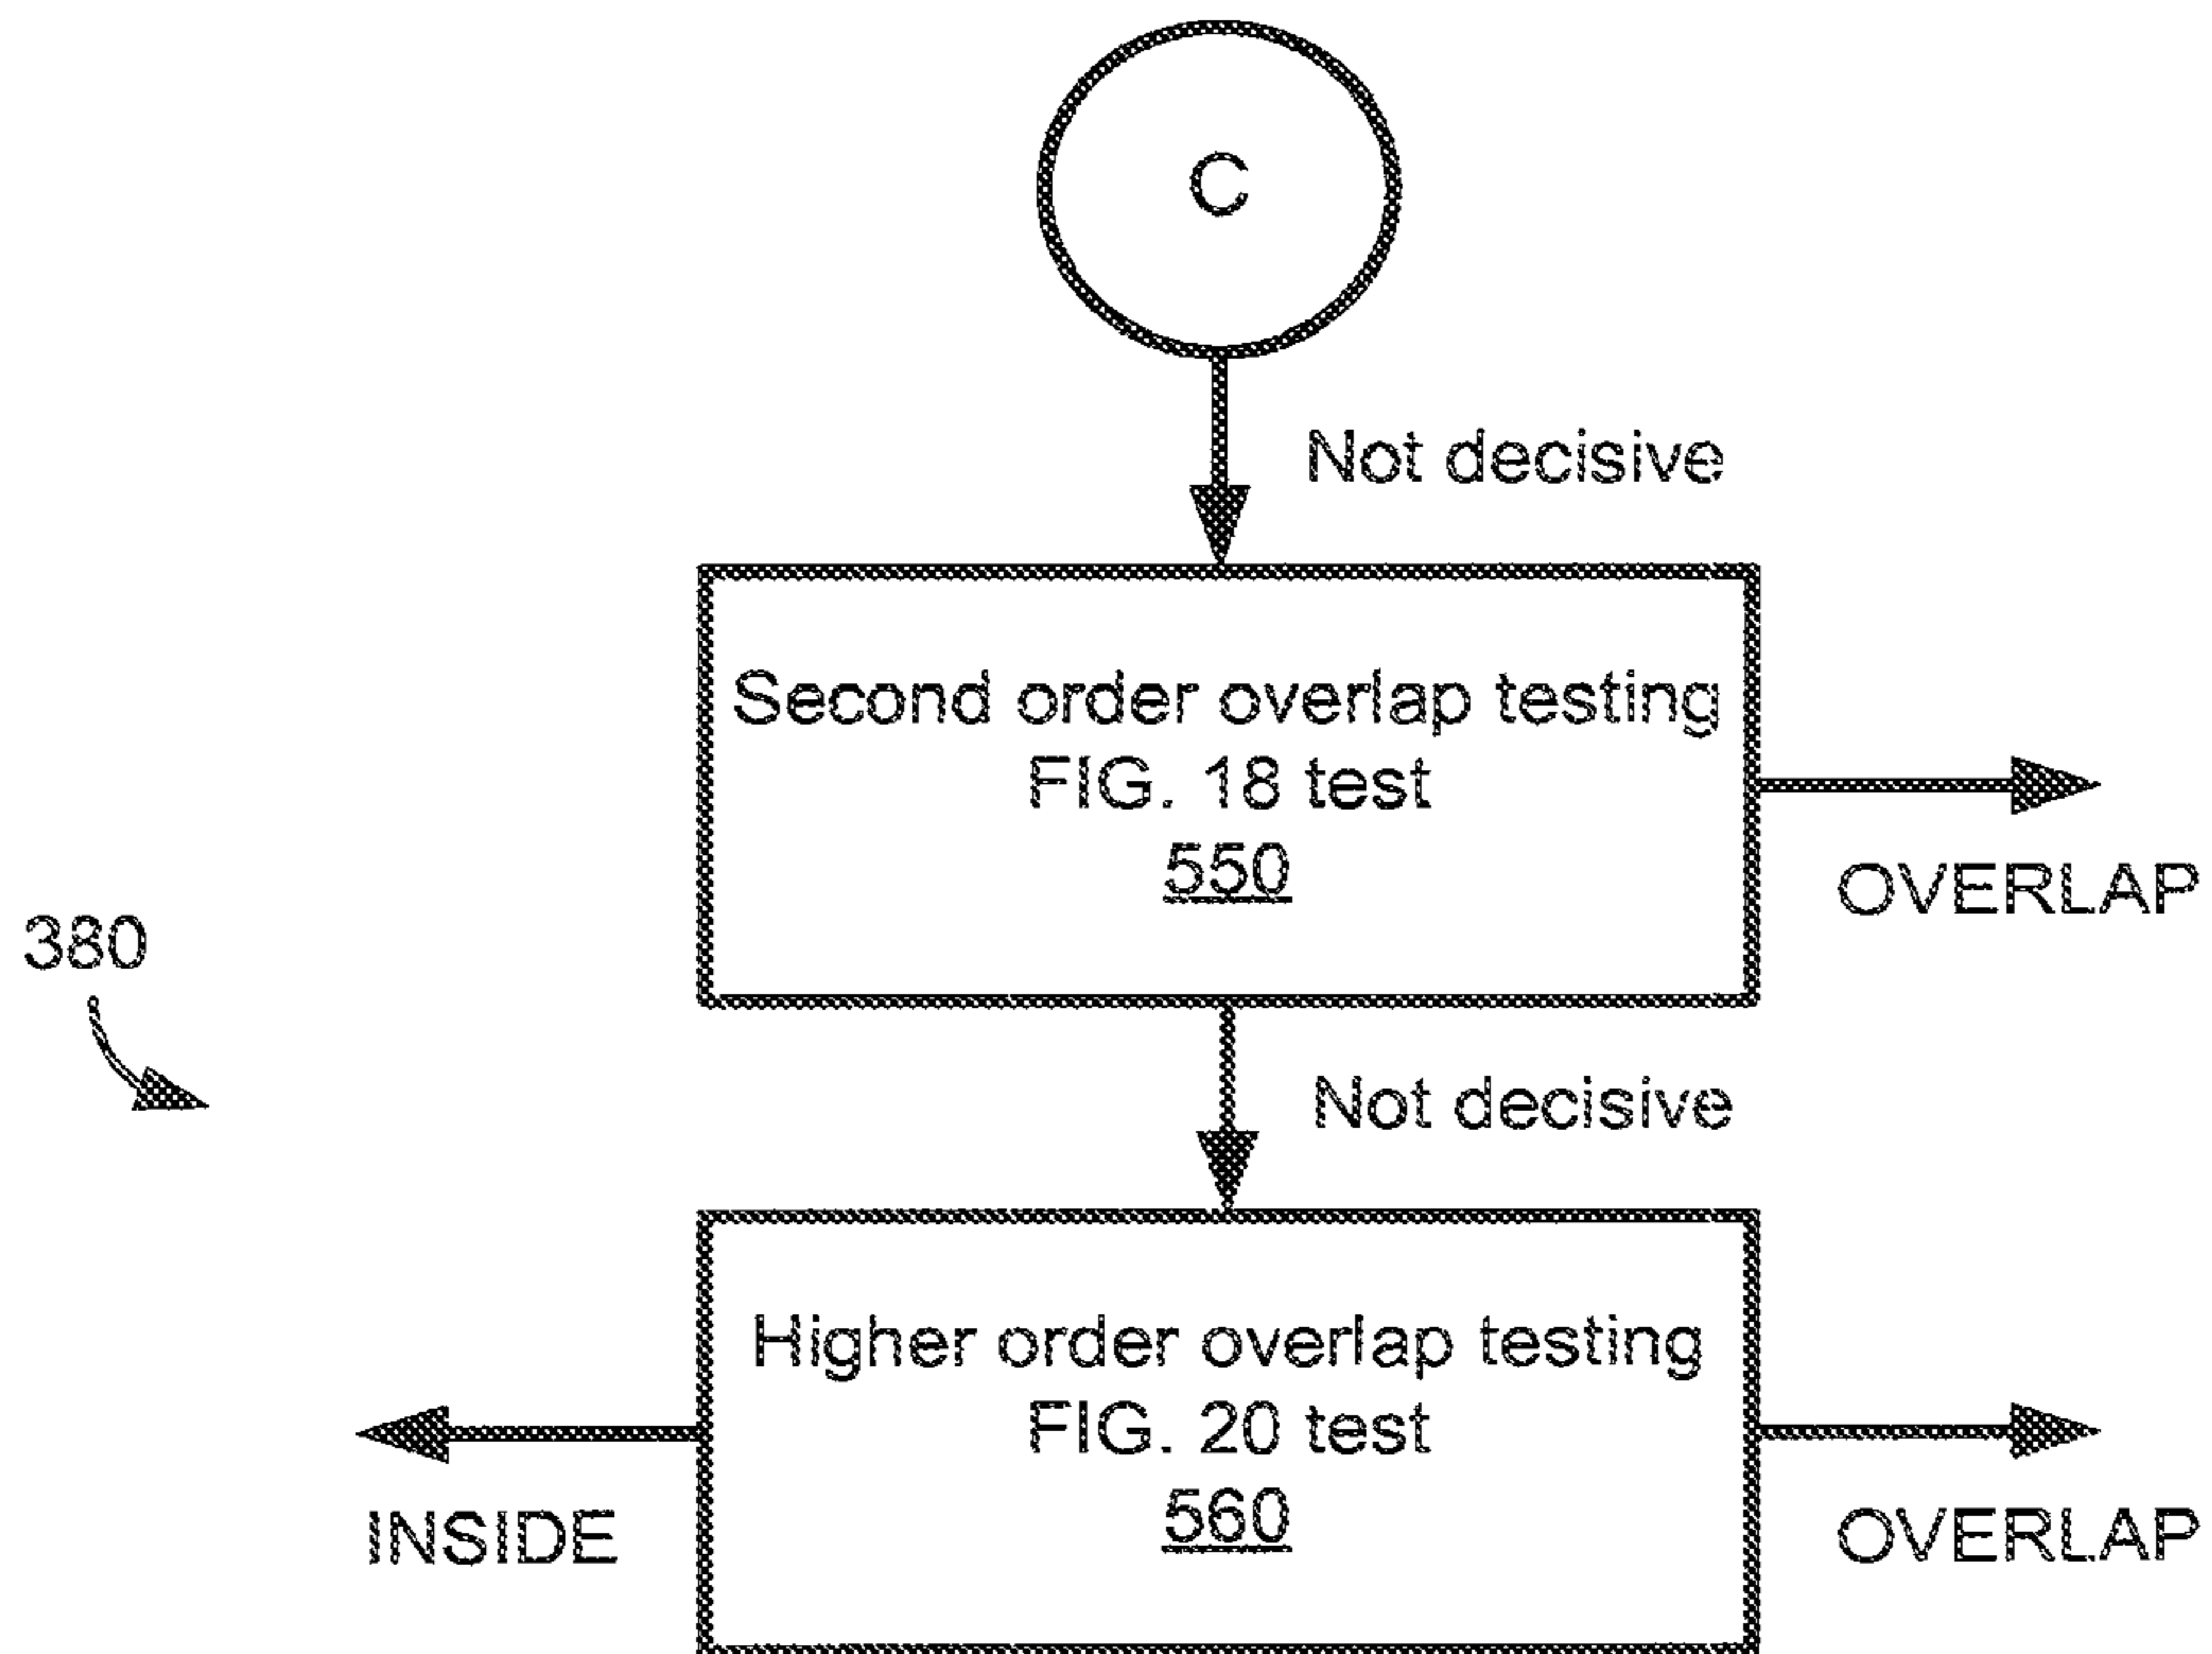 C
Not decisive
Second order overlap testing
FIG. 18 test
550
OVERLAP
380
Not decisive
Higher order overlap testing
FIG. 20 test
560
INSIDE
OVERLAP